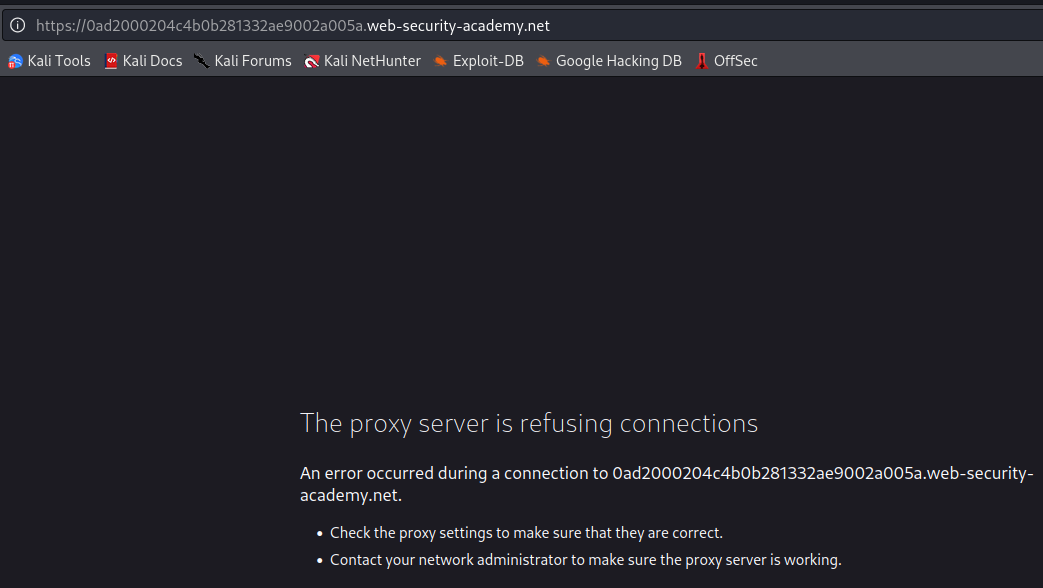 https://0ad2000204c4b0b281332ae9002a005a.web-security-academy.net
Kali Tools Kali Docs Kali Forums Kali NetHunter Exploit-DB Google Hacking DB OffSec
The proxy server is refusing connections
An error occurred during a connection to 0ad2000204c4b0b281332ae9002a005a.web-security-
academy.net.
• Check the proxy settings to make sure that they are correct.
• Contact your network administrator to make sure the proxy server is working.